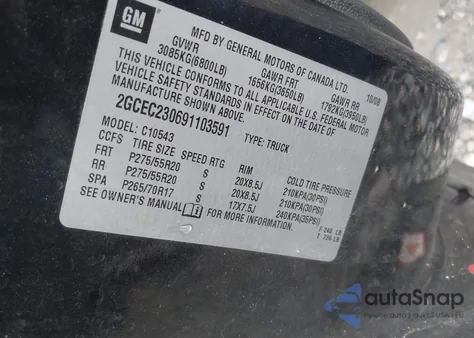 GM
MFD BY GENERAL MOTORS OF CANADA LTD. 10/08
GVWR GAWR FRT GAWR RR
3085KG(6800LB) 1656KG(3650LB) 1792KG(3950LB)
THIS VEHICLE CONFORMS TO ALL APPLICABLE U.S. FEDERAL MOTOR
VEHICLE SAFETY STANDARDS IN EFFECT ON THE DATE OF
MANUFACTURE SHOWN ABOVE.
2GCEC230691103591 TYPE: TRUCK
MODEL: C10543
CCFS TIRE SIZE SPEED RTG RIM COLD TIRE PRESSURE
FRT P275/55R20 S 20X8.5J 210KPA(30PSI)
RR P275/55R20 S 20X8.5J 210KPA(30PSI)
SPA P265/70R17 S 17X7.5J 240KPA(35PSI)
SEE OWNER'S MANUAL FOR MORE INFORMATION.
autoSnap